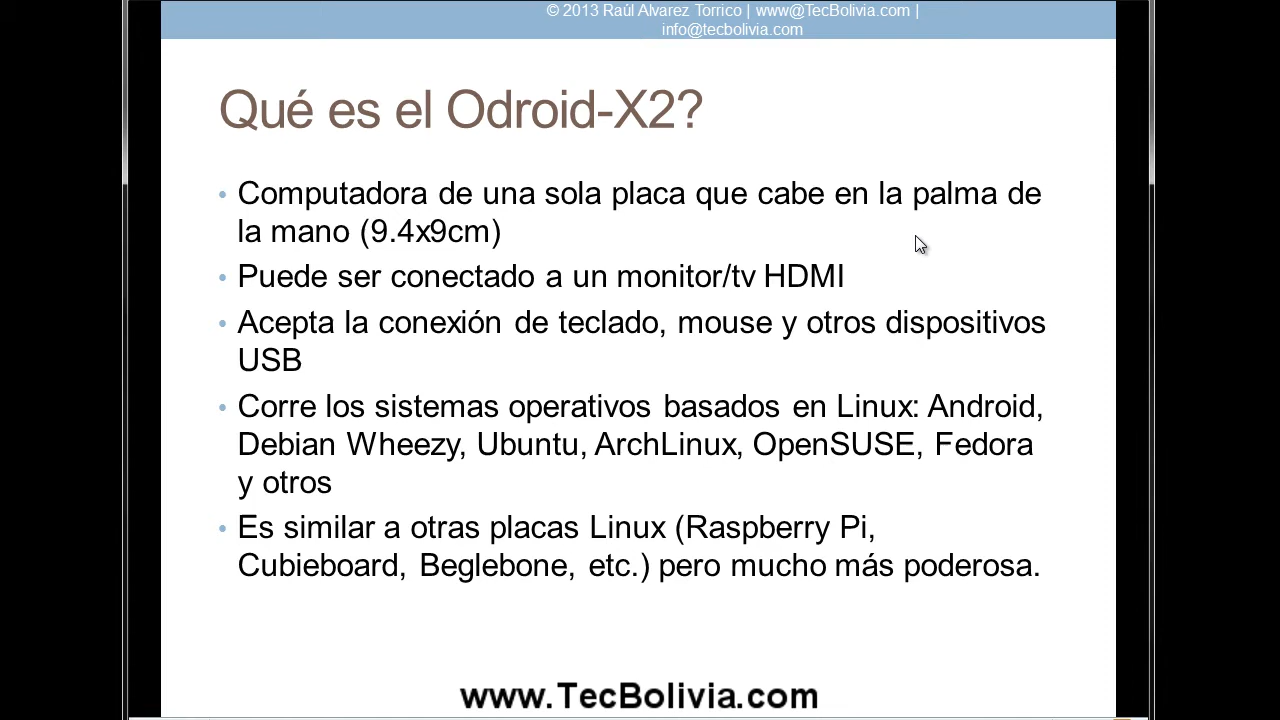 © 2013 Raúl Alvarez Torrico | www@TecBolivia.com |
info@tecbolivia.com
Qué es el Odroid-X2?
• Computadora de una sola placa que cabe en la palma de
la mano (9.4x9cm)
• Puede ser conectado a un monitor/tv HDMI
• Acepta la conexión de teclado, mouse y otros dispositivos
USB
• Corre los sistemas operativos basados en Linux: Android,
Debian Wheezy, Ubuntu, ArchLinux, OpenSUSE, Fedora
y otros
• Es similar a otras placas Linux (Raspberry Pi,
Cubieboard, Beglebone, etc.) pero mucho más poderosa.
www.TecBolivia.com